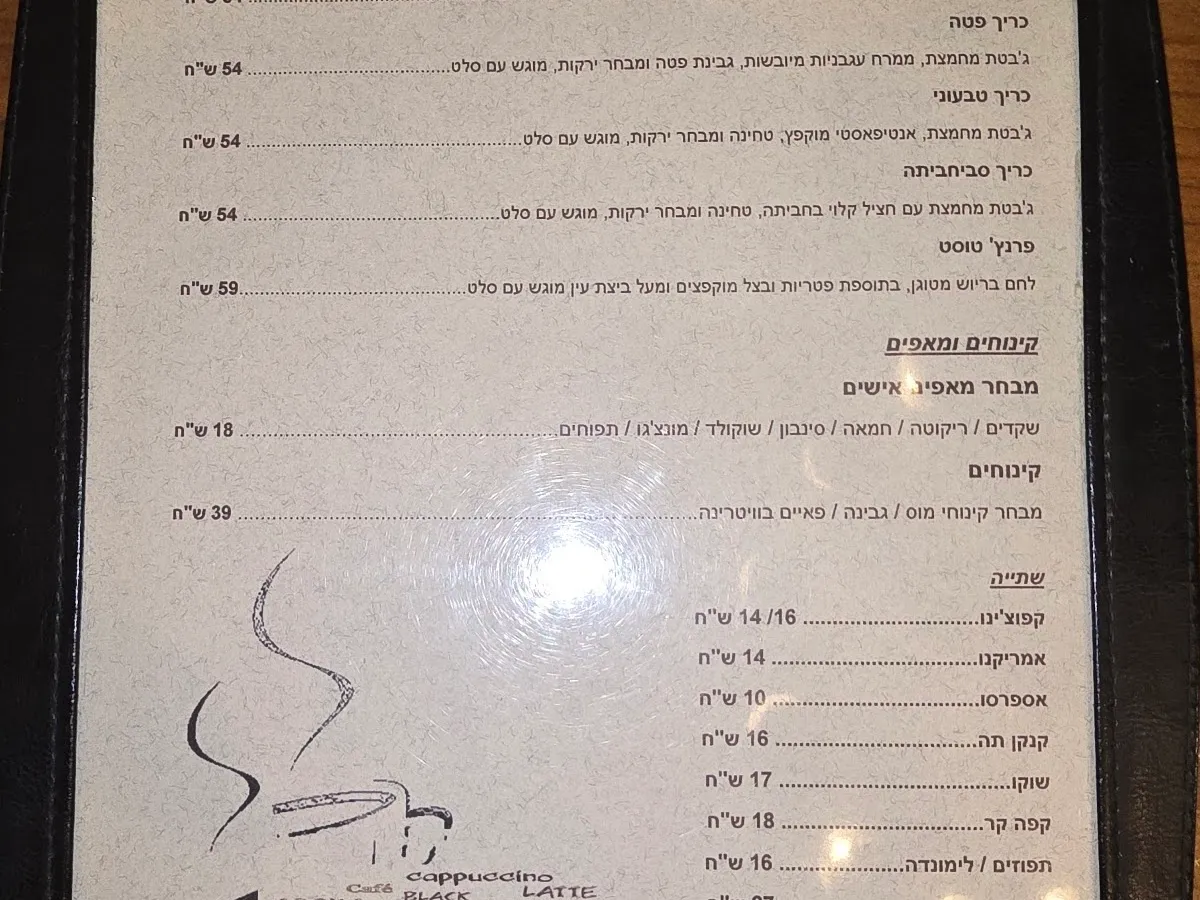 כריך פטה
ג'בטת מחמצת, ממרח עגבניות מיובשות, גבינת פטה ומבחר ירקות, מוגש עם סלט.......................... 54 ש"ח
כריך טבעוני
ג'בטת מחמצת, אנטיפאסטי מוקפץ, טחינה ומבחר ירקות, מוגש עם סלט................................... 54 ש"ח
כריך סביחביתה
ג'בטת מחמצת עם חציל קלוי בחביתה, טחינה ומבחר ירקות, מוגש עם סלט................................. 54 ש"ח
פרנץ' טוסט
לחם בריוש מטוגן, בתוספת פטריות ובצל מוקפצים ומעל ביצת עין מוגש עם סלט.............................59 ש"ח
קינוחים ומאפים
מבחר מאפים אישים
שקדים / ריקוטה / חמאה / סינבון / שוקולד / מונצ'גו / תפוחים.......................................... 18 ש"ח
קינוחים
מבחר קינוחי מוס / גבינה / פאיים בוויטרינה........................................................... 39 ש"ח
שתייה
קפוצ'ינו........................ 14 /16 ש"ח
אמריקנו............................ 14 ש"ח
אספרסו............................ 10 ש"ח
קנקן תה........................... 16 ש"ח
שוקו............................... 17 ש"ח
קפה קר........................... 18 ש"ח
תפוזים / לימונדה................ 16 ש"ח
cappuccino
Café BLACK LATTE